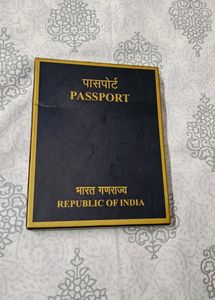 पासपोर्ट
PASSPORT
भारत गणराज्य
REPUBLIC OF INDIA